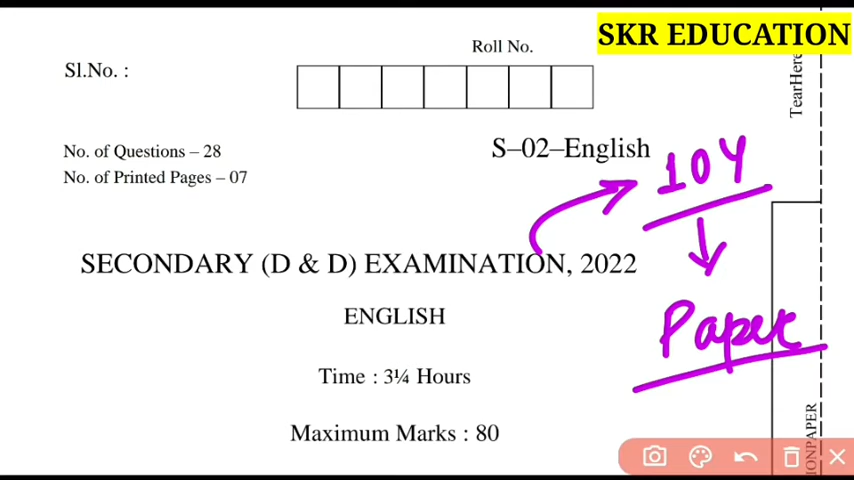 SKR EDUCATION
Roll No.
Sl.No. :
TearHere
No. of Questions – 28
S–02–English
No. of Printed Pages – 07
104
SECONDARY (D & D) EXAMINATION, 2022
ENGLISH
Paper
Time : 3¼ Hours
Maximum Marks : 80
IONPAPER